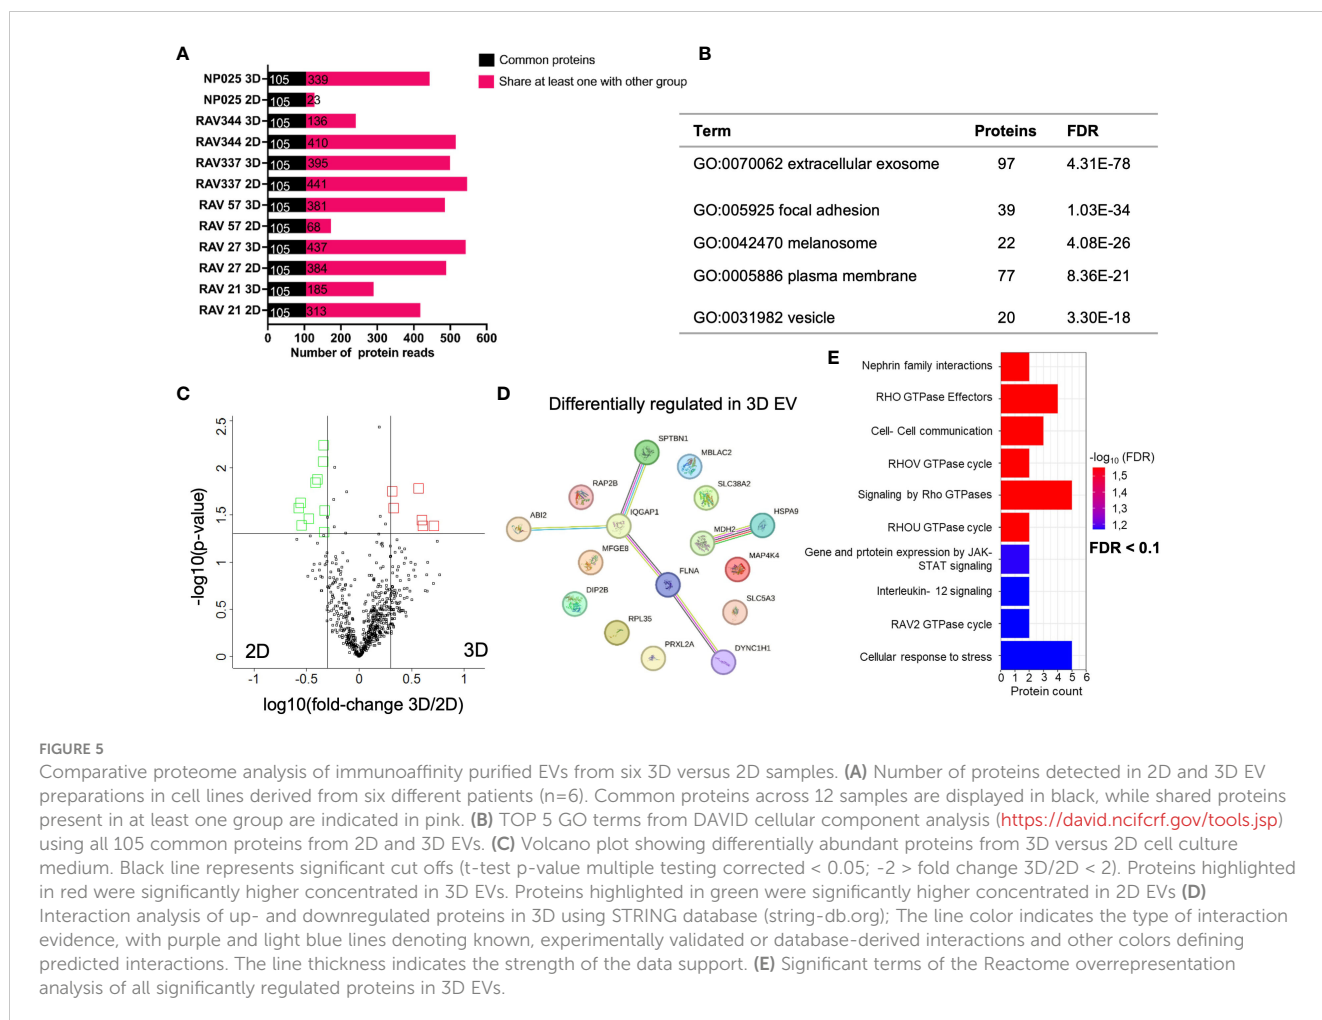 A
Common proteins
Share at least one with other group
NP025 3D 105 339
NP025 2D 105 23
RAV344 3D 105 136
RAV344 2D 105 410
RAV337 3D 105 395
RAV337 2D 105 441
RAV 57 3D 105 381
RAV 57 2D 105 68
RAV 27 3D 105 437
RAV 27 2D 105 384
RAV 21 3D 105 185
RAV 21 2D 105 313
0 100 200 300 400 500 600
Number of protein reads
B
Term Proteins FDR
GO:0070062 extracellular exosome 97 4.31E-78
GO:005925 focal adhesion 39 1.03E-34
GO:0042470 melanosome 22 4.08E-26
GO:0005886 plasma membrane 77 8.36E-21
GO:0031982 vesicle 20 3.30E-18
C
-log10(p-value)
2.5
2
1.5
1
0.5
0
2D
3D
-1 -0.5 0 0.5 1
log10(fold-change 3D/2D)
D
Differentially regulated in 3D EV
SPTBN1
MBLAC2
RAP2B
SLC38A2
ABI2
IQGAP1
HSPA9
MDH2
MFGE8
FLNA
MAP4K4
DIP2B
SLC5A3
RPL35
PRXL2A
DYNC1H1
E
Nephrin family interactions
RHO GTPase Effectors
Cell- Cell communication
RHOV GTPase cycle
Signaling by Rho GTPases
RHOU GTPase cycle
Gene and prtotein expression by JAK-
STAT signaling
Interleukin- 12 signaling
RAV2 GTPase cycle
Cellular response to stress
0 1 2 3 4 5 6
Protein count
-log10 (FDR)
1,5
1,4
1,3
1,2
FDR < 0.1
FIGURE 5
Comparative proteome analysis of immunoaffinity purified EVs from six 3D versus 2D samples. (A) Number of proteins detected in 2D and 3D EV
preparations in cell lines derived from six different patients (n=6). Common proteins across 12 samples are displayed in black, while shared proteins
present in at least one group are indicated in pink. (B) TOP 5 GO terms from DAVID cellular component analysis (https://david.ncifcrf.gov/tools.jsp)
using all 105 common proteins from 2D and 3D EVs. (C) Volcano plot showing differentially abundant proteins from 3D versus 2D cell culture
medium. Black line represents significant cut offs (t-test p-value multiple testing corrected < 0.05; -2 > fold change 3D/2D < 2). Proteins highlighted
in red were significantly higher concentrated in 3D EVs. Proteins highlighted in green were significantly higher concentrated in 2D EVs (D)
Interaction analysis of up- and downregulated proteins in 3D using STRING database (string-db.org); The line color indicates the type of interaction
evidence, with purple and light blue lines denoting known, experimentally validated or database-derived interactions and other colors defining
predicted interactions. The line thickness indicates the strength of the data support. (E) Significant terms of the Reactome overrepresentation
analysis of all significantly regulated proteins in 3D EVs.